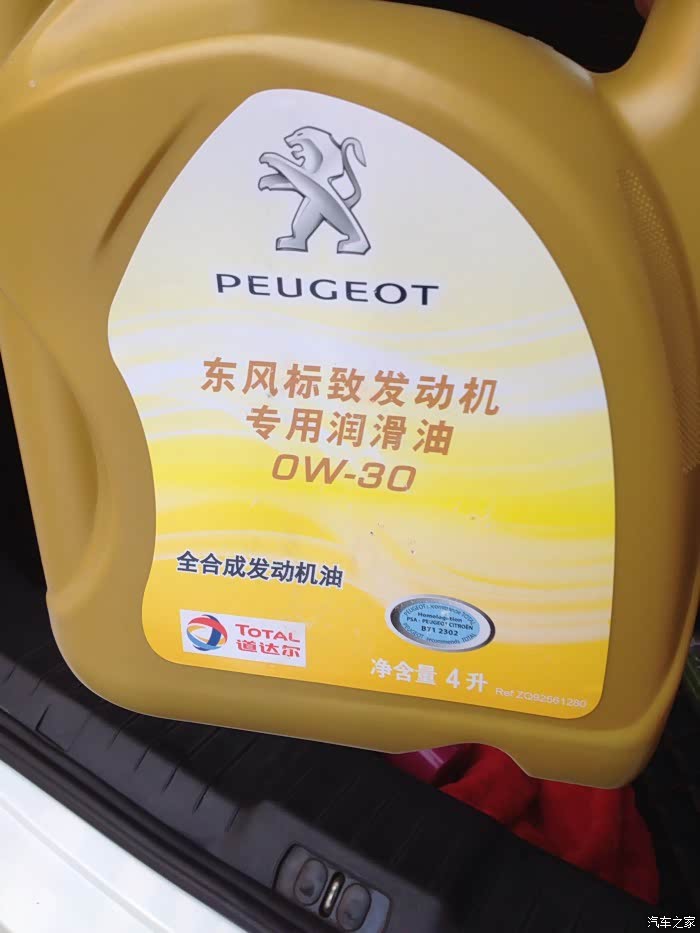 PEUGEOT
东风标致发动机
专用润滑油
0W-30
全合成发动机油
TOTAL
道达尔
Homologation
PSA - PEUGEOT CITROËN
B71 2302
净含量 4升
Ref ZQ92661280
汽车之家